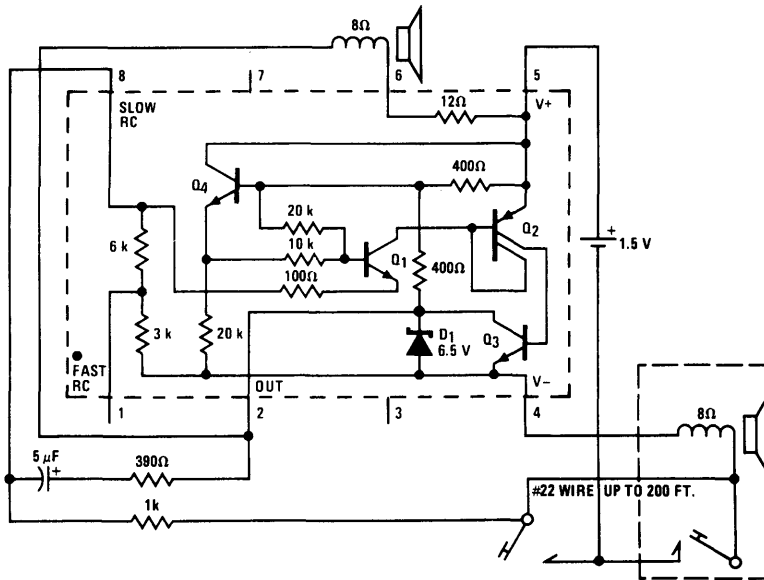 8Ω
8
7
6
5
SLOW
RC
12Ω
V+
400Ω
Q4
20 k
Q2
6 k
10 k
Q1
400Ω
+
1.5 V
100Ω
3 k
20 k
D1
6.5 V
Q3
FAST
RC
OUT
V−
1
2
3
4
8Ω
5 μF
+
390Ω
#22 WIRE UP TO 200 FT.
1k